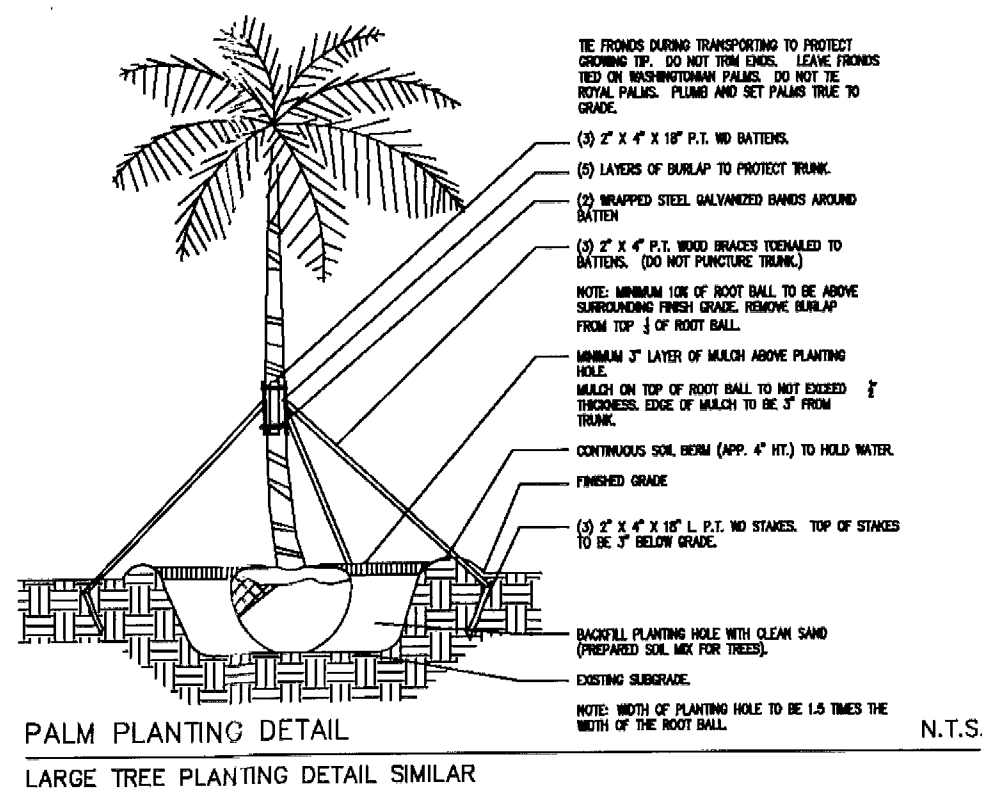 TIE FRONDS DURING TRANSPORTING TO PROTECT
GROWING TIP. DO NOT TRIM ENDS. LEAVE FRONDS
TIED ON WASHINGTONIAN PALMS. DO NOT TIE
ROYAL PALMS. PLUMB AND SET PALMS TRUE TO
GRADE.
(3) 2" X 4" X 18" P.T. WD BATTENS.
(5) LAYERS OF BURLAP TO PROTECT TRUNK.
(2) WRAPPED STEEL GALVANIZED BANDS AROUND
BATTEN
(3) 2" X 4" P.T. WOOD BRACES TOENAILED TO
BATTENS. (DO NOT PUNCTURE TRUNK.)
NOTE: MINIMUM 10% OF ROOT BALL TO BE ABOVE
SURROUNDING FINISH GRADE. REMOVE BURLAP
FROM TOP OF ROOT BALL.
MINIMUM 3" LAYER OF MULCH ABOVE PLANTING
HOLE.
MULCH ON TOP OF ROOT BALL TO NOT EXCEED
THICKNESS. EDGE OF MULCH TO BE 3" FROM
TRUNK.
CONTINUOUS SOIL BERM (APP. 4" HT.) TO HOLD WATER.
FINISHED GRADE
(3) 2" X 4" X 18" L. P.T. WD STAKES. TOP OF STAKES
TO BE 3" BELOW GRADE.
BACKFILL PLANTING HOLE WITH CLEAN SAND
(PREPARED SOIL MIX FOR TREES).
EXISTING SUBGRADE.
NOTE: WIDTH OF PLANTING HOLE TO BE 1.5 TIMES THE
WIDTH OF THE ROOT BALL.
PALM PLANTING DETAIL N.T.S.
LARGE TREE PLANTING DETAIL SIMILAR